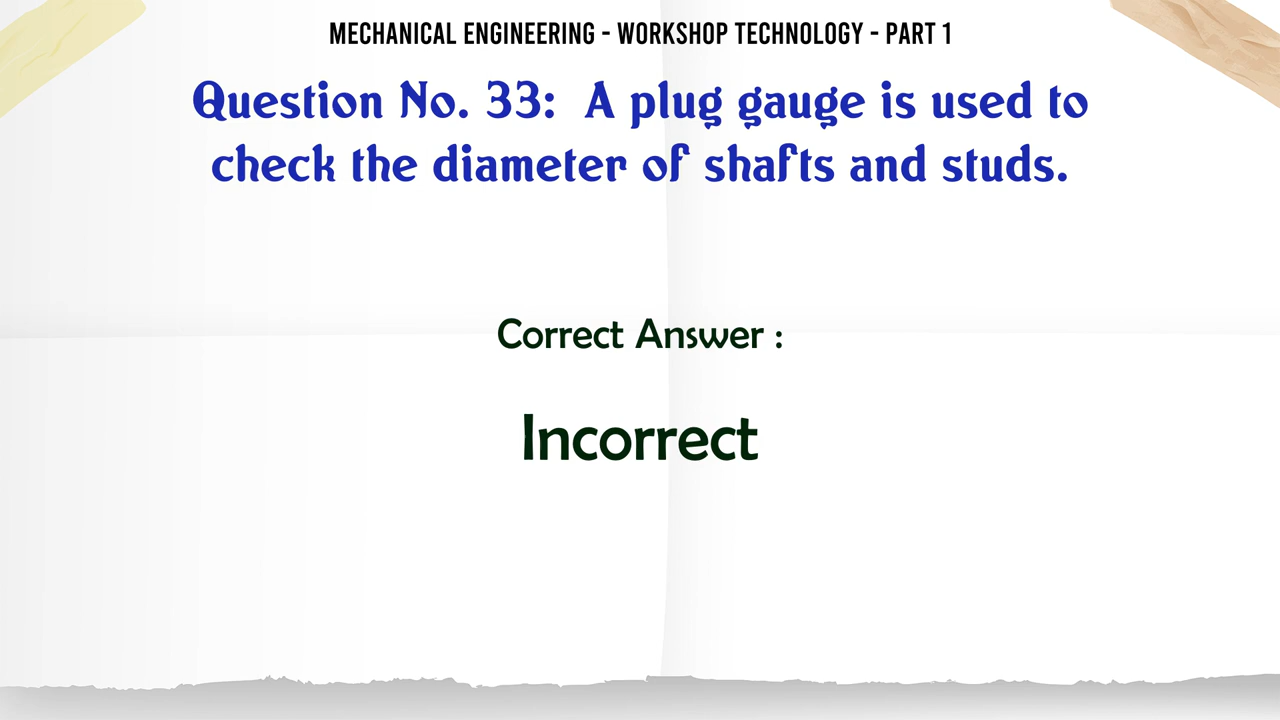 MECHANICAL ENGINEERING - WORKSHOP TECHNOLOGY - PART 1
Question No. 33:  A plug gauge is used to
check the diameter of shafts and studs.
Correct Answer :
Incorrect